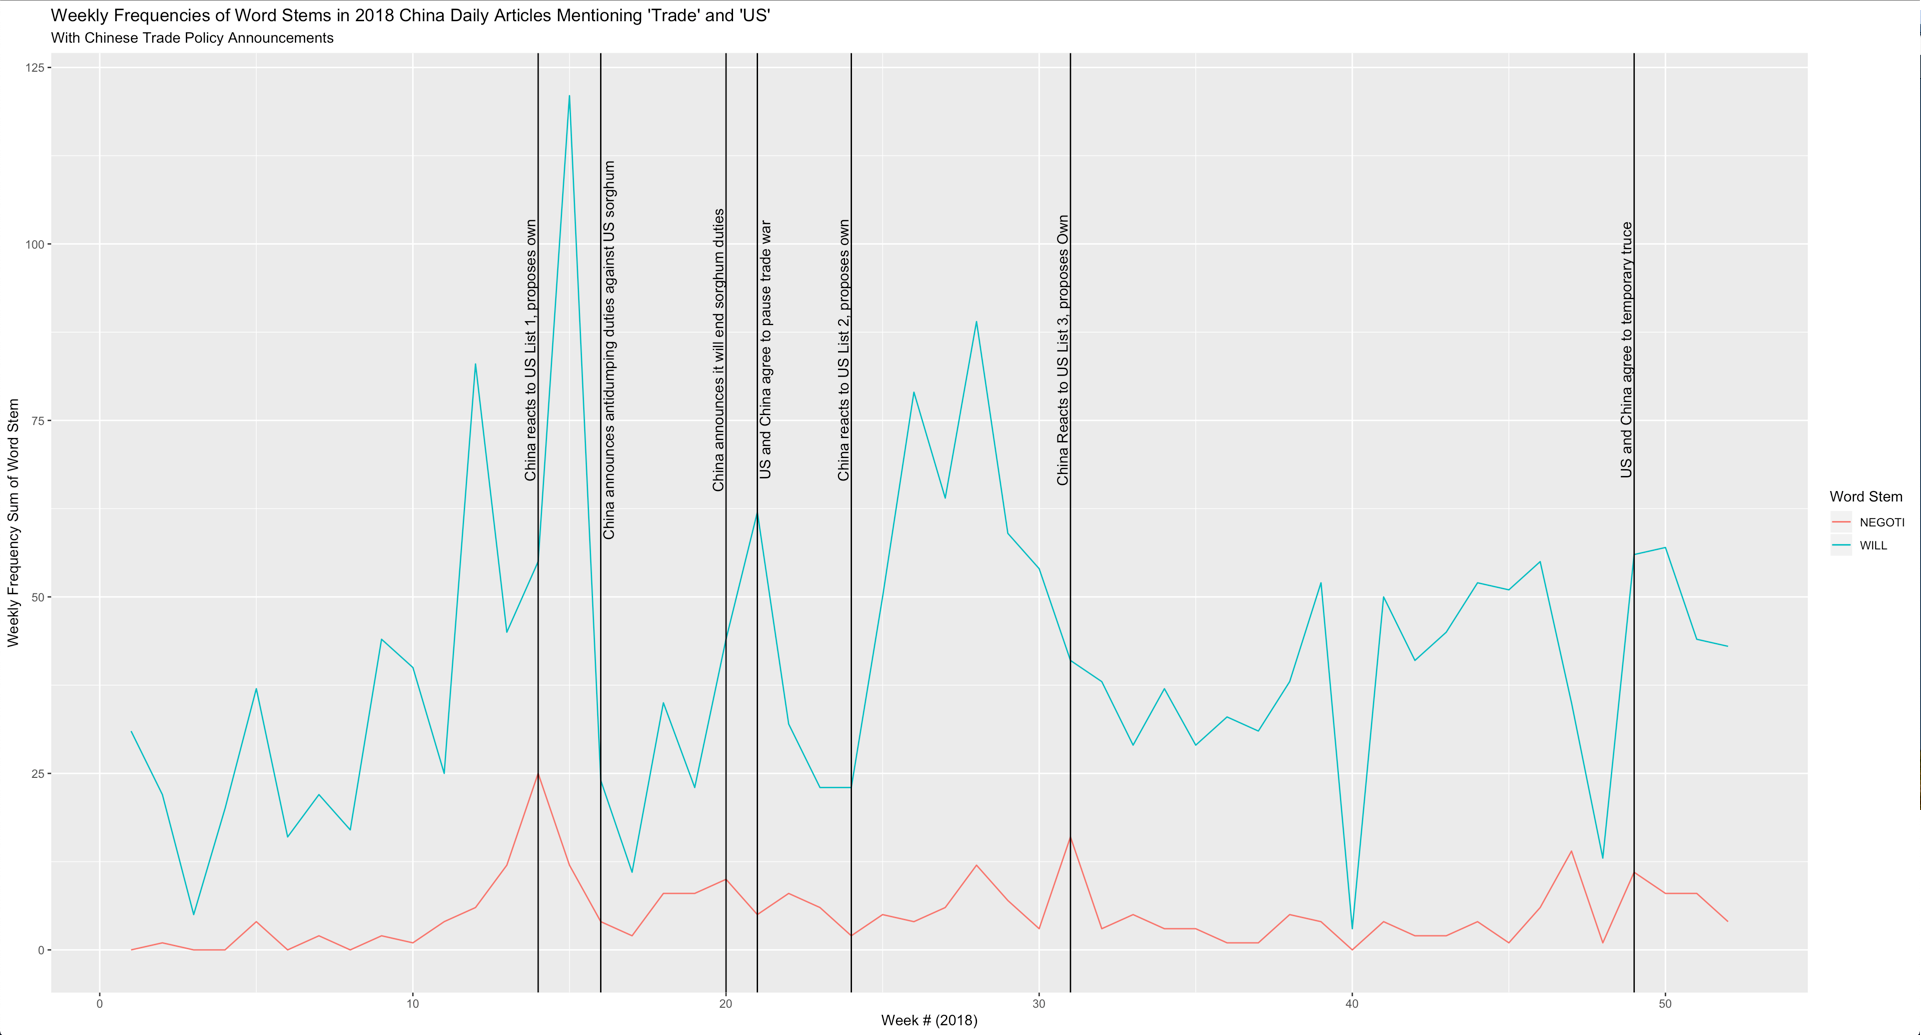 Weekly Frequencies of Word Stems in 2018 China Daily Articles Mentioning 'Trade' and 'US'
With Chinese Trade Policy Announcements
Weekly Frequency Sum of Word Stem
125
100
75
50
25
0
China reacts to US List 1, proposes own
China announces antidumping duties against US sorghum
China announces it will end sorghum duties
US and China agree to pause trade war
China reacts to US List 2, proposes own
China Reacts to US List 3, proposes Own
US and China agree to temporary truce
Word Stem
NEGOTI
WILL
0
10
20
30
40
50
Week # (2018)